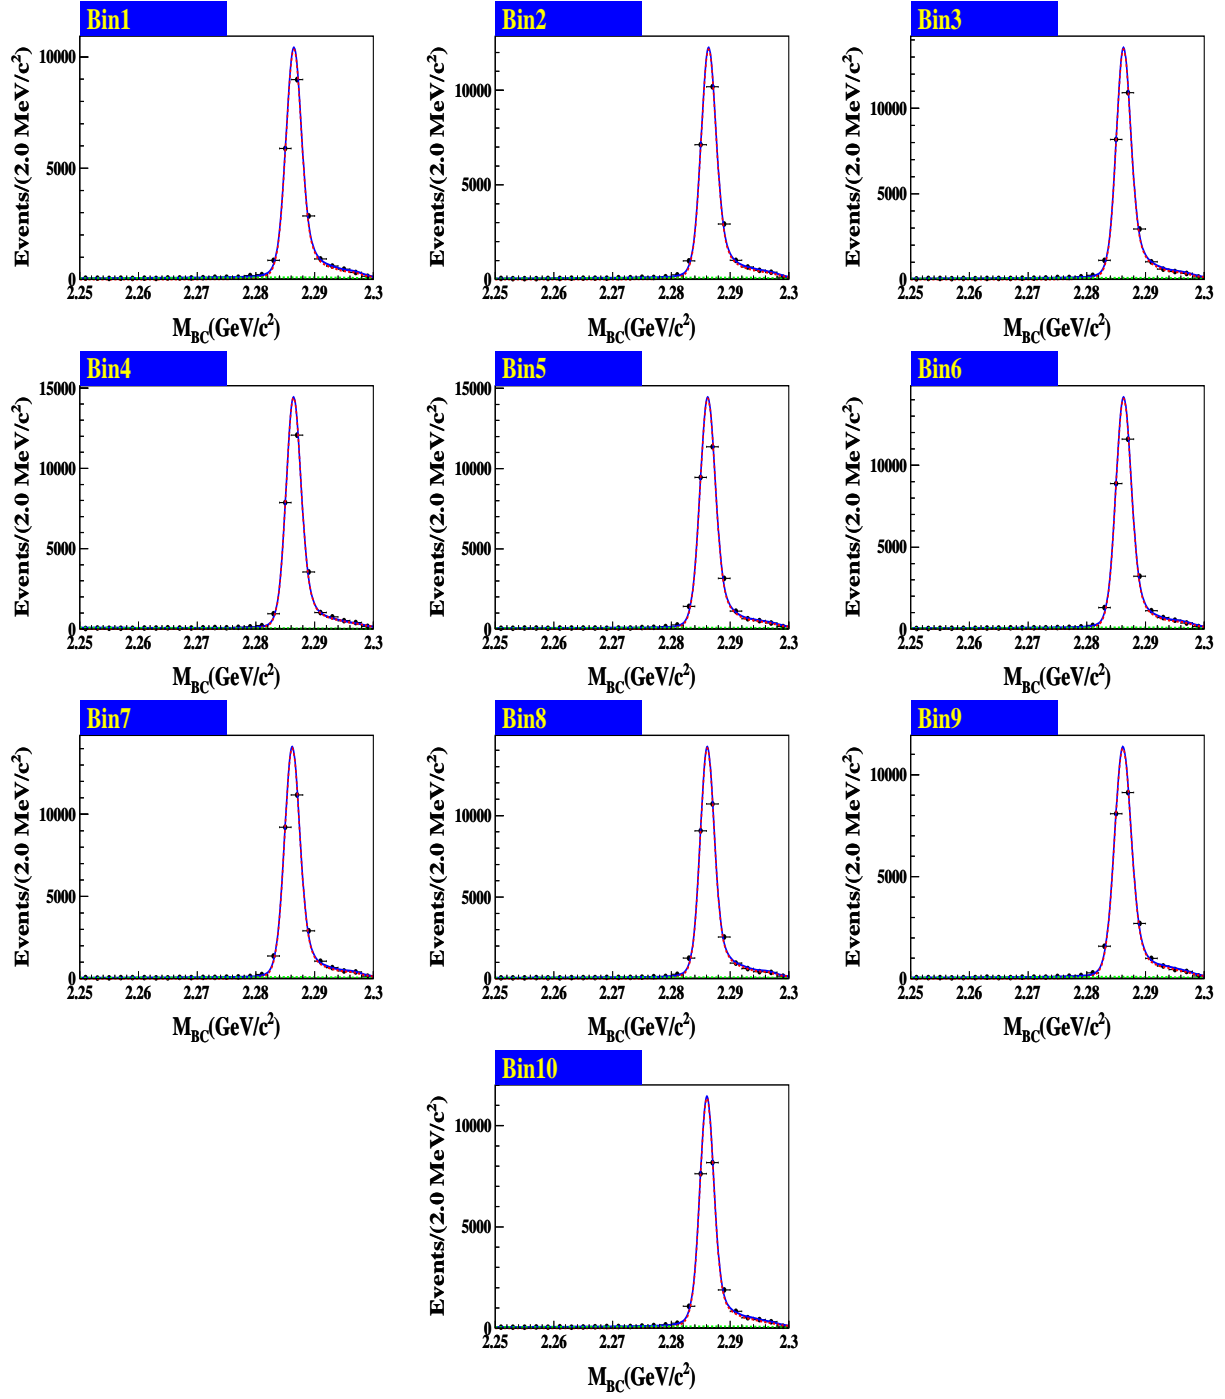 Bin1
Events/(2.0 MeV/c²)
10000
5000
0
2.25 2.26 2.27 2.28 2.29 2.3
M_BC(GeV/c²)
Bin2
Events/(2.0 MeV/c²)
10000
5000
0
2.25 2.26 2.27 2.28 2.29 2.3
M_BC(GeV/c²)
Bin3
Events/(2.0 MeV/c²)
10000
5000
0
2.25 2.26 2.27 2.28 2.29 2.3
M_BC(GeV/c²)
Bin4
Events/(2.0 MeV/c²)
15000
10000
5000
0
2.25 2.26 2.27 2.28 2.29 2.3
M_BC(GeV/c²)
Bin5
Events/(2.0 MeV/c²)
15000
10000
5000
0
2.25 2.26 2.27 2.28 2.29 2.3
M_BC(GeV/c²)
Bin6
Events/(2.0 MeV/c²)
10000
5000
0
2.25 2.26 2.27 2.28 2.29 2.3
M_BC(GeV/c²)
Bin7
Events/(2.0 MeV/c²)
10000
5000
0
2.25 2.26 2.27 2.28 2.29 2.3
M_BC(GeV/c²)
Bin8
Events/(2.0 MeV/c²)
10000
5000
0
2.25 2.26 2.27 2.28 2.29 2.3
M_BC(GeV/c²)
Bin9
Events/(2.0 MeV/c²)
10000
5000
0
2.25 2.26 2.27 2.28 2.29 2.3
M_BC(GeV/c²)
Bin10
Events/(2.0 MeV/c²)
10000
5000
0
2.25 2.26 2.27 2.28 2.29 2.3
M_BC(GeV/c²)